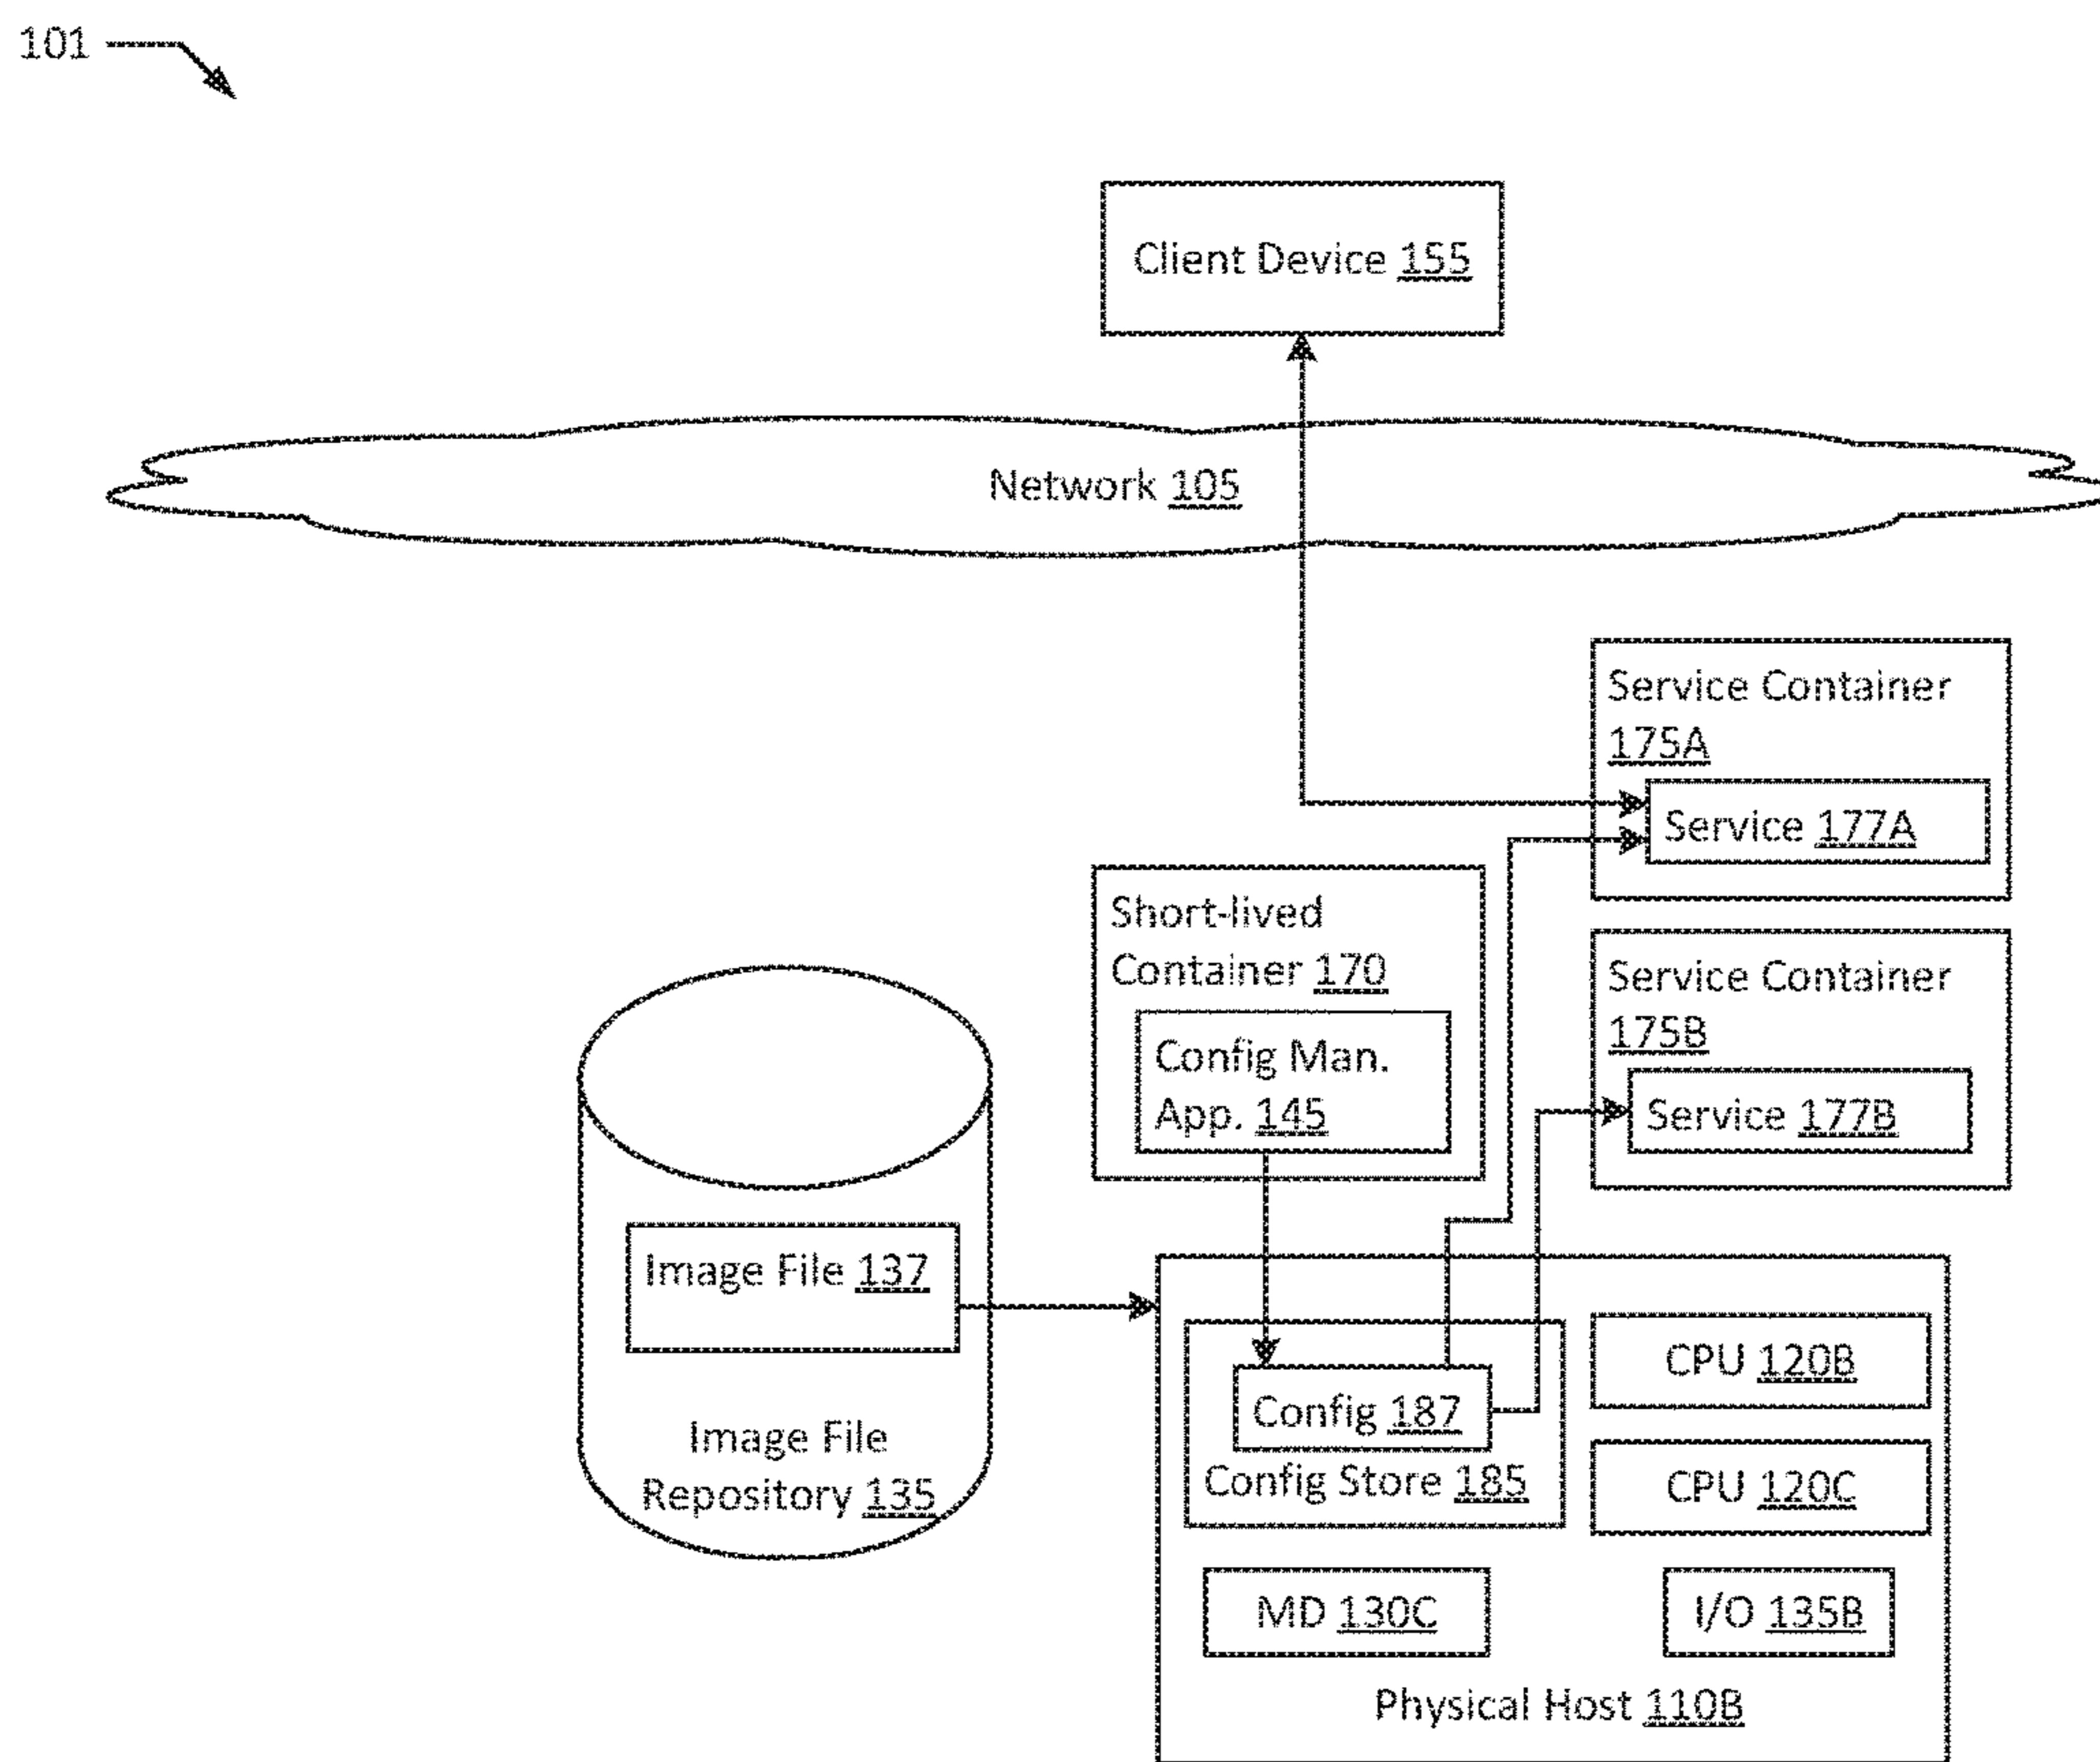 101
Client Device 155
Network 105
Service Container
175A
Service 177A
Short-lived
Container 170
Config Man.
App. 145
Service Container
175B
Service 177B
Image File 137
Image File
Repository 135
Config 187
Config Store 185
CPU 120B
CPU 120C
MD 130C
I/O 135B
Physical Host 110B